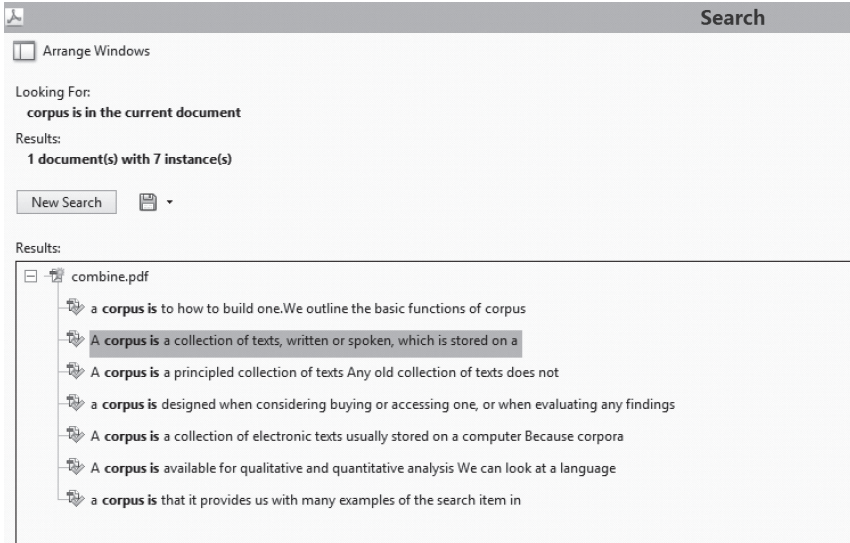 Search
Arrange Windows
Looking For:
corpus is in the current document
Results:
1 document(s) with 7 instance(s)
New Search
Results:
combine.pdf
a corpus is to how to build one.We outline the basic functions of corpus
A corpus is a collection of texts, written or spoken, which is stored on a
A corpus is a principled collection of texts Any old collection of texts does not
a corpus is designed when considering buying or accessing one, or when evaluating any findings
A corpus is a collection of electronic texts usually stored on a computer Because corpora
A corpus is available for qualitative and quantitative analysis We can look at a language
a corpus is that it provides us with many examples of the search item in